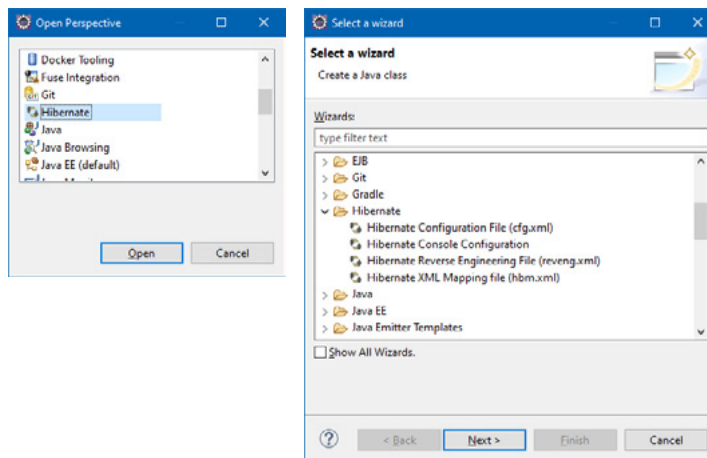 Open Perspective
Docker Tooling
Fuse Integration
Git
Hibernate
Java
Java Browsing
Java EE (default)
Open
Cancel
Select a wizard
Select a wizard
Create a Java class
Wizards:
type filter text
EJB
Git
Gradle
Hibernate
Hibernate Configuration File (cfg.xml)
Hibernate Console Configuration
Hibernate Reverse Engineering File (reveng.xml)
Hibernate XML Mapping file (hbm.xml)
Java
Java EE
Java Emitter Templates
Show All Wizards.
< Back
Next >
Finish
Cancel